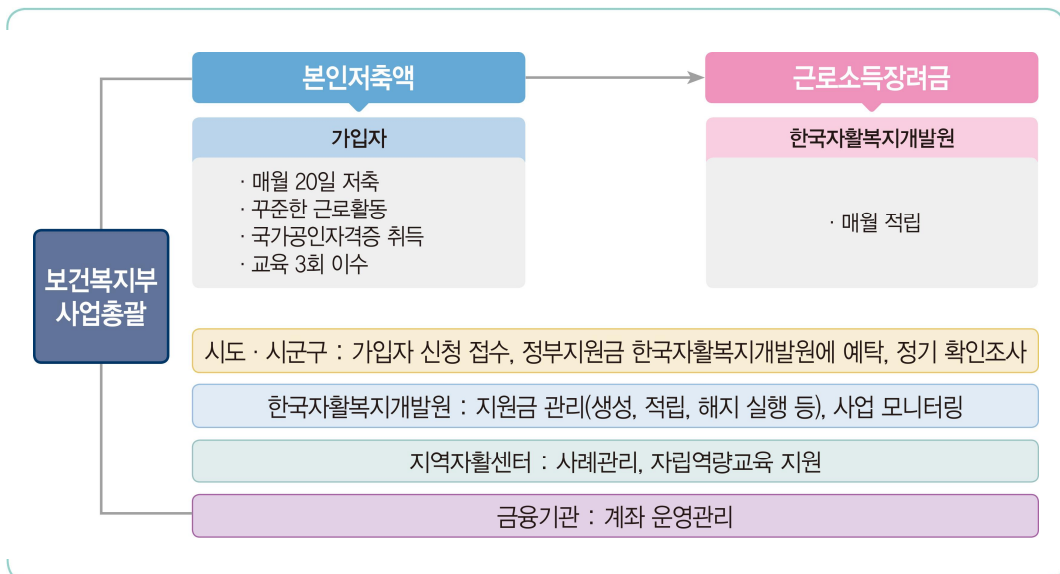 본인저축액
근로소득장려금
가입자
한국자활복지개발원
· 매월 20일 저축
· 꾸준한 근로활동
· 국가공인자격증 취득
· 교육 3회 이수
· 매월 적립
보건복지부
사업총괄
시도 · 시군구 : 가입자 신청 접수, 정부지원금 한국자활복지개발원에 예탁, 정기 확인조사
한국자활복지개발원 : 지원금 관리(생성, 적립, 해지 실행 등), 사업 모니터링
지역자활센터 : 사례관리, 자립역량교육 지원
금융기관 : 계좌 운영관리